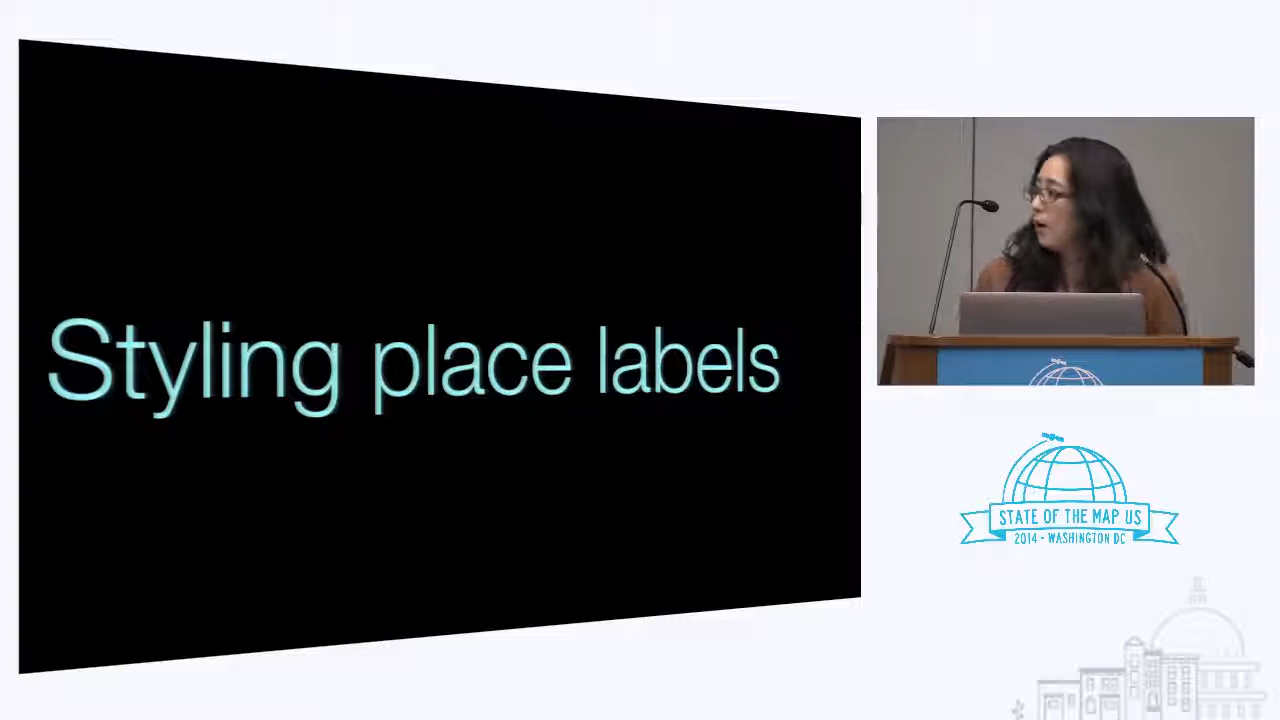 Styling place labels
STATE OF THE MAP US
2014 - WASHINGTON DC